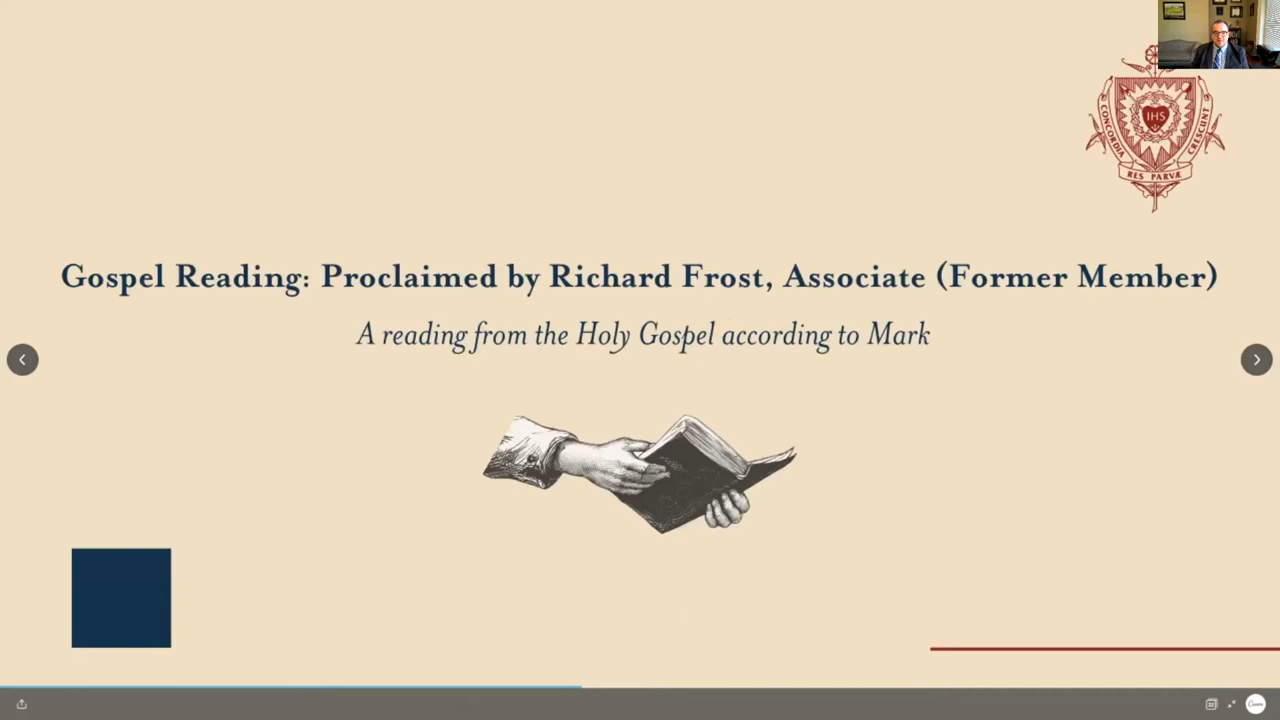 IHS
CONCORDIA
CRESCUNT
RES PARVÆ
Gospel Reading: Proclaimed by Richard Frost, Associate (Former Member)
A reading from the Holy Gospel according to Mark
Canva